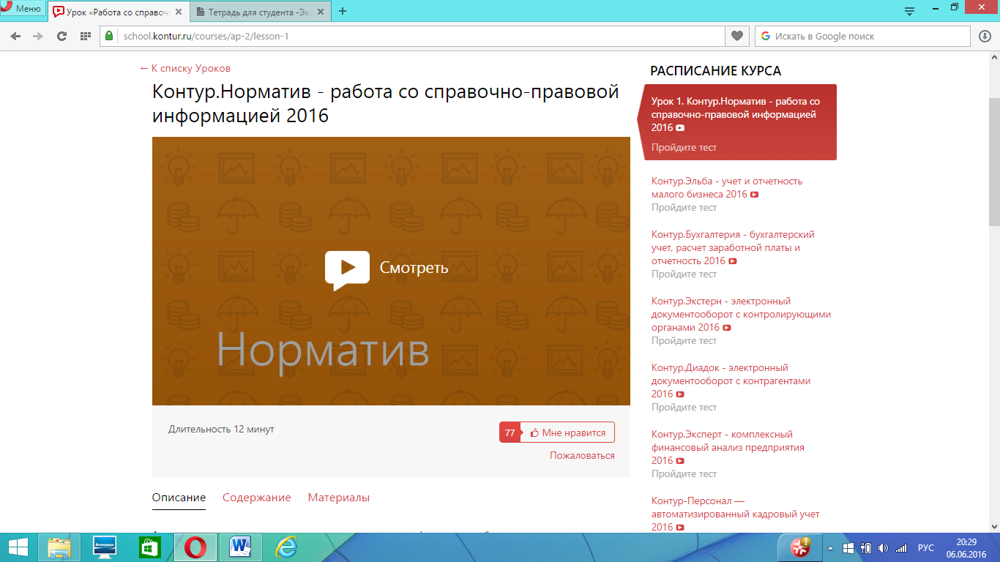 Меню
Урок «Работа со справочн
Тетрадь для студента -Экс
school.kontur.ru/courses/ap-2/lesson-1
Искать в Google поиск
← К списку Уроков
Контур.Норматив - работа со справочно-правовой
информацией 2016
Смотреть
Норматив
Длительность 12 минут
77
Мне нравится
Пожаловаться
Описание
Содержание
Материалы
РАСПИСАНИЕ КУРСА
Урок 1. Контур.Норматив - работа со
справочно-правовой информацией
2016
Пройдите тест
Контур.Эльба - учет и отчетность
малого бизнеса 2016
Пройдите тест
Контур.Бухгалтерия - бухгалтерский
учет, расчет заработной платы и
отчетность 2016
Пройдите тест
Контур.Экстерн - электронный
документооборот с контролирующими
органами 2016
Пройдите тест
Контур.Диадок - электронный
документооборот с контрагентами
2016
Пройдите тест
Контур.Эксперт - комплексный
финансовый анализ предприятия
2016
Пройдите тест
Контур-Персонал —
автоматизированный кадровый учет
2016
lenovo
РУС
20:29
06.06.2016